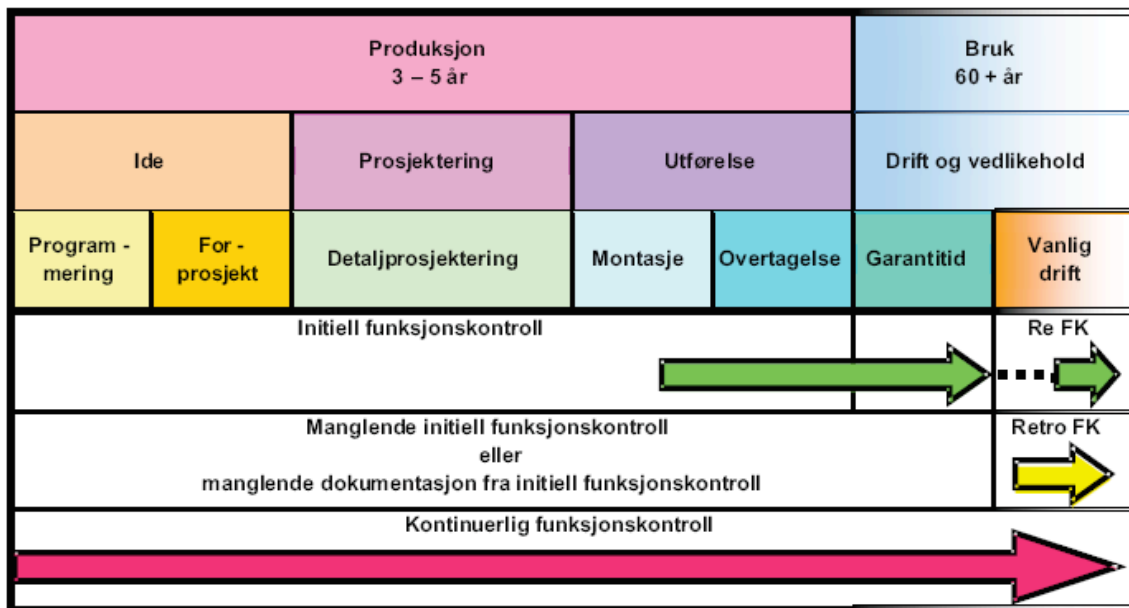 Produksjon
3 – 5 år
Bruk
60 + år
Ide
Prosjektering
Utførelse
Drift og vedlikehold
Program -
mering
For -
prosjekt
Detaljprosjektering
Montasje
Overtagelse
Garantitid
Vanlig
drift
Initiell funksjonskontroll
Re FK
Manglende initiell funksjonskontroll
eller
manglende dokumentasjon fra initiell funksjonskontroll
Retro FK
Kontinuerlig funksjonskontroll